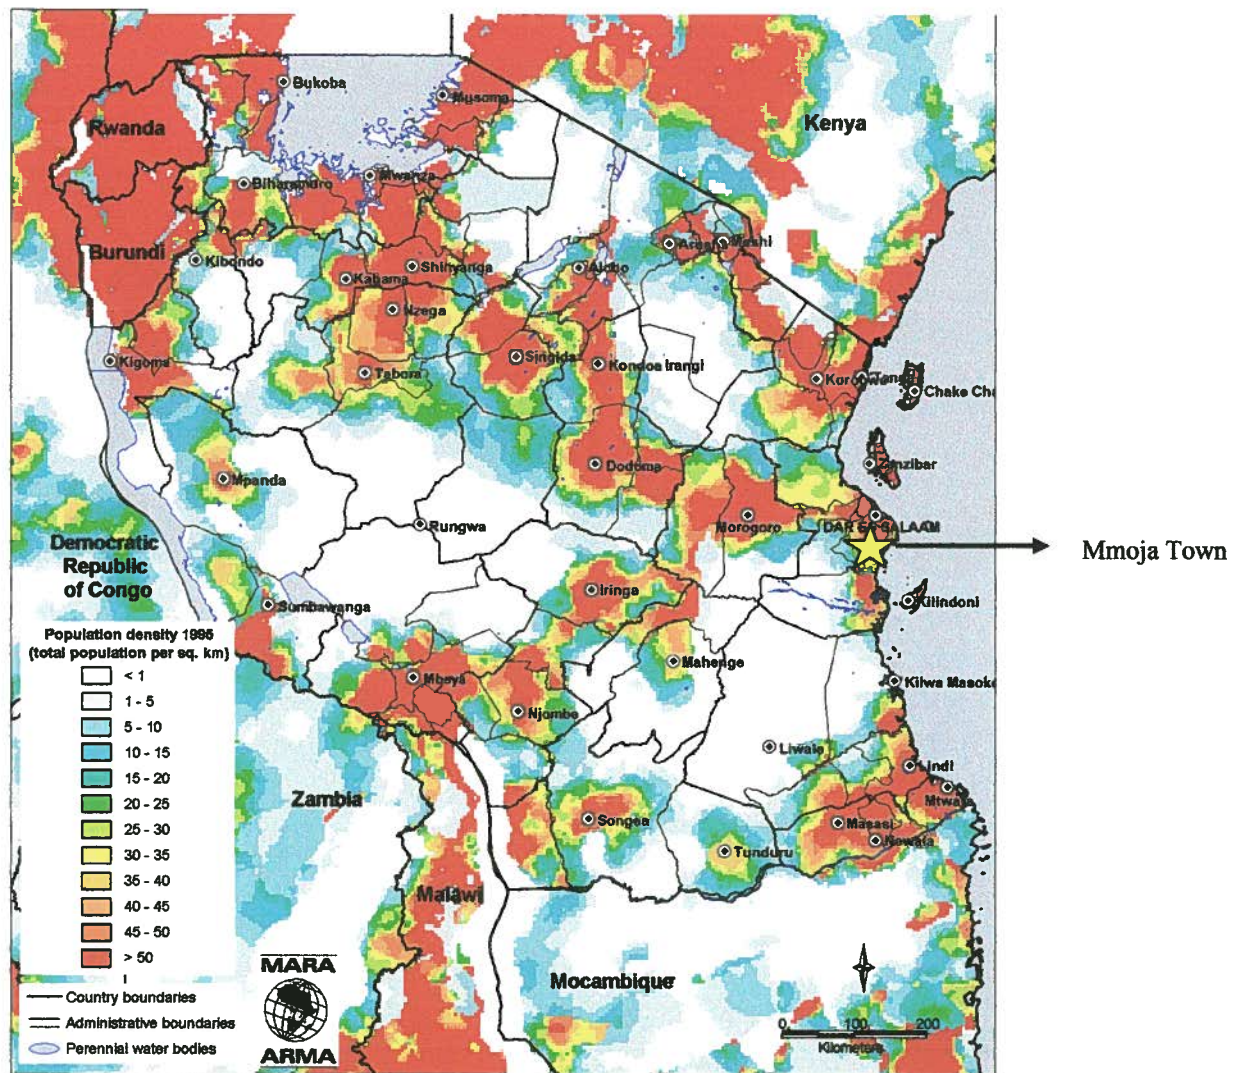 Bukoba
Musoma
Rwanda
Kenya
Mwanza
Biharamulo
Burundi
Kibondo
Arusha
Moshi
Shinyanga
Kahama
Nzega
Kigoma
Singida
Kondoa Irangi
Tabora
Korogwe
Tanga
Chake Cha
Dodoma
Zanzibar
Mpanda
Rungwa
Morogoro
DAR ES SALAAM
Mmoja Town
Democratic
Republic
of Congo
Iringa
Kilindoni
Sumbawanga
Population density 1995
(total population per sq. km)
< 1
1 - 5
5 - 10
10 - 15
15 - 20
20 - 25
25 - 30
30 - 35
35 - 40
40 - 45
45 - 50
> 50
Mahenge
Mbeya
Kilwa Masoko
Njombe
Liwale
Lindi
Zambia
Mtwara
Songea
Masasi
Newala
Tunduru
Malawi
MARA
ARMA
Mocambique
Country boundaries
Administrative boundaries
Perennial water bodies
0 100 200
Kilometers